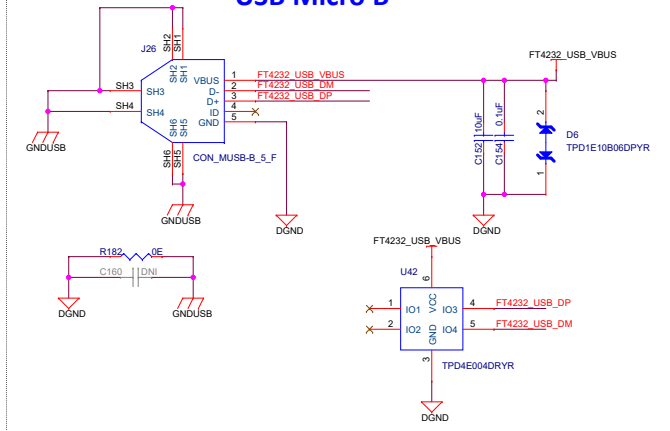 USB Micro B
J26
SH2
SH1
FT4232_USB_VBUS
SH3
SH3
SH2
SH1
VBUS
1
FT4232_USB_VBUS
D-
2
FT4232_USB_DM
D+
3
FT4232_USB_DP
SH4
SH4
ID
4
GND
5
SH6
SH5
SH6
SH5
CON_MUSB-B_5_F
GNDUSB
GNDUSB
DGND
C152
10uF
C154
0.1uF
2
1
D6
TPD1E10B06DPYR
DGND
R182
0E
C160
DNI
DGND
GNDUSB
FT4232_USB_VBUS
U42
6
1
IO1
VCC
IO3
4
FT4232_USB_DP
2
IO2
GND
IO4
5
FT4232_USB_DM
3
TPD4E004DRYR
DGND